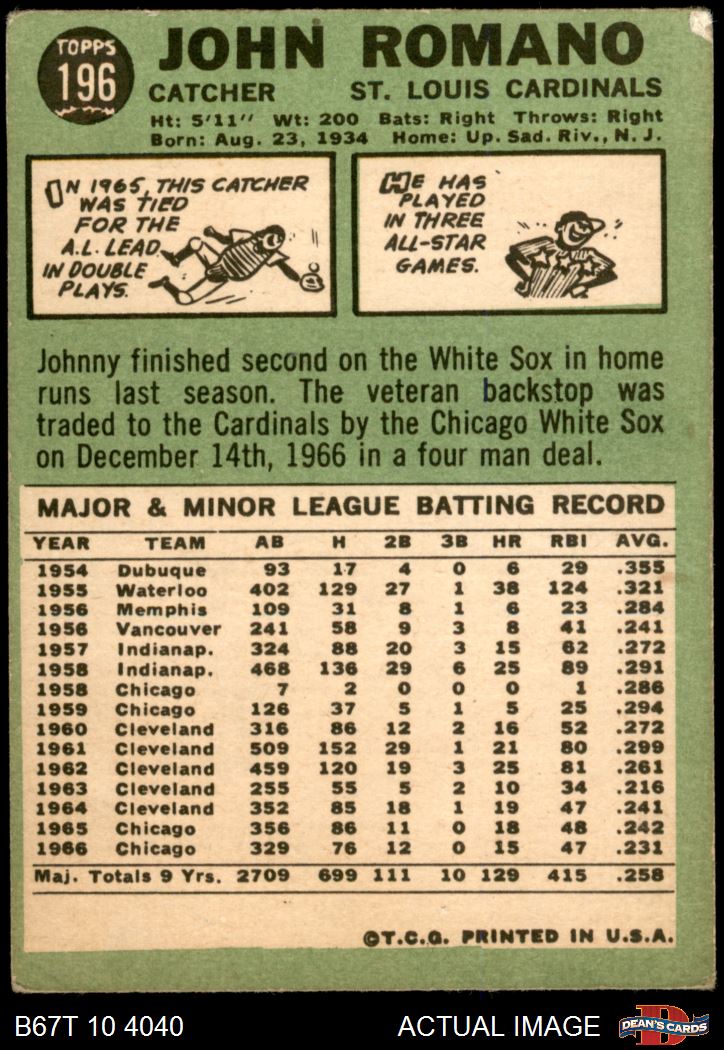 TOPPS
196
JOHN ROMANO
CATCHER ST. LOUIS CARDINALS
Ht: 5'11" Wt: 200 Bats: Right Throws: Right
Born: Aug. 23, 1934 Home: Up. Sad. Riv., N. J.
IN 1965, THIS CATCHER
WAS TIED
FOR THE
A.L. LEAD
IN DOUBLE
PLAYS.
HE HAS
PLAYED
IN THREE
ALL-STAR
GAMES.
Johnny finished second on the White Sox in home
runs last season. The veteran backstop was
traded to the Cardinals by the Chicago White Sox
on December 14th, 1966 in a four man deal.
MAJOR & MINOR LEAGUE BATTING RECORD
YEAR TEAM AB H 2B 3B HR RBI AVG.
1954 Dubuque 93 17 4 0 6 29 .355
1955 Waterloo 402 129 27 1 38 124 .321
1956 Memphis 109 31 8 1 6 23 .284
1956 Vancouver 241 58 9 3 8 41 .241
1957 Indianap. 324 88 20 3 15 62 .272
1958 Indianap. 468 136 29 6 25 89 .291
1958 Chicago 7 2 0 0 0 1 .286
1959 Chicago 126 37 5 1 5 25 .294
1960 Cleveland 316 86 12 2 16 52 .272
1961 Cleveland 509 152 29 1 21 80 .299
1962 Cleveland 459 120 19 3 25 81 .261
1963 Cleveland 255 55 5 2 10 34 .216
1964 Cleveland 352 85 18 1 19 47 .241
1965 Chicago 356 86 11 0 18 48 .242
1966 Chicago 329 76 12 0 15 47 .231
Maj. Totals 9 Yrs. 2709 699 111 10 129 415 .258
©T.C.G. PRINTED IN U.S.A.
B67T 10 4040 ACTUAL IMAGE
D
DEAN'S CARDS